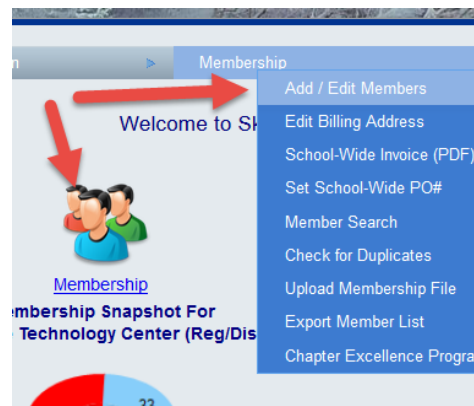 Membership
Add / Edit Members
Welcome to
Edit Billing Address
School-Wide Invoice (PDF)
Set School-Wide PO#
Member Search
Check for Duplicates
Membership
Upload Membership File
embership Snapshot For
Export Member List
Technology Center (Reg/Dis
Chapter Excellence Progra
33